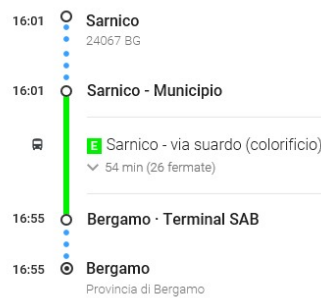 16:01 Sarnico
24067 BG
16:01 Sarnico - Municipio
E Sarnico - via suardo (colorificio)
54 min (26 fermate)
16:55 Bergamo · Terminal SAB
16:55 Bergamo
Provincia di Bergamo